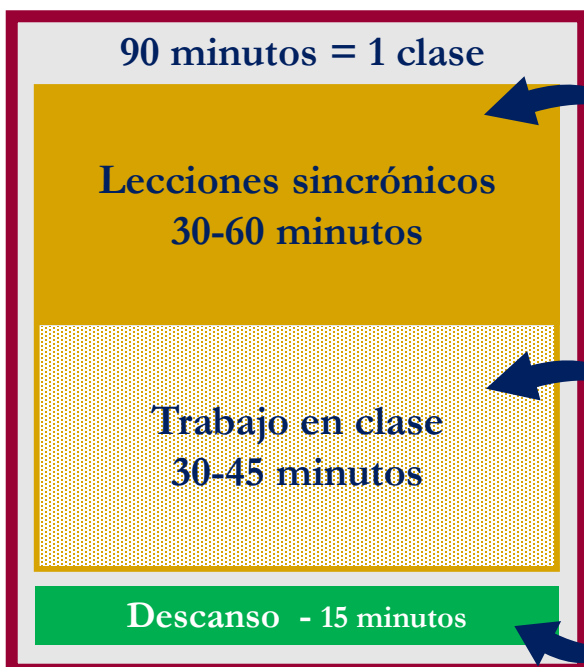 90 minutos = 1 clase
Lecciones sincrónicos
30-60 minutos
Trabajo en clase
30-45 minutos
Descanso - 15 minutos